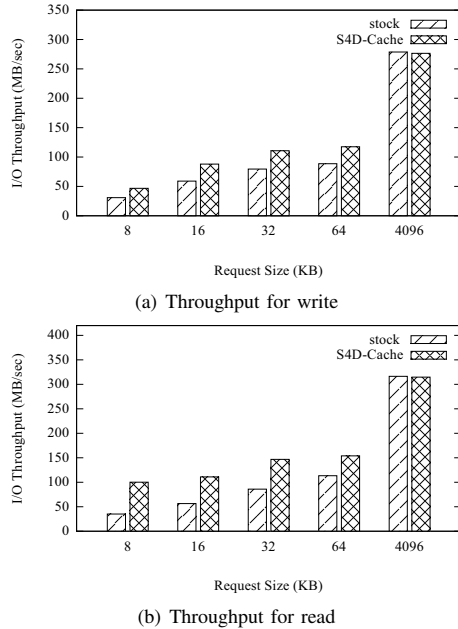 350
300
250
200
150
100
50
0
I/O Throughput (MB/sec)
stock
S4D-Cache
8 16 32 64 4096
Request Size (KB)
(a) Throughput for write
400
350
300
250
200
150
100
50
0
I/O Throughput (MB/sec)
stock
S4D-Cache
8 16 32 64 4096
Request Size (KB)
(b) Throughput for read